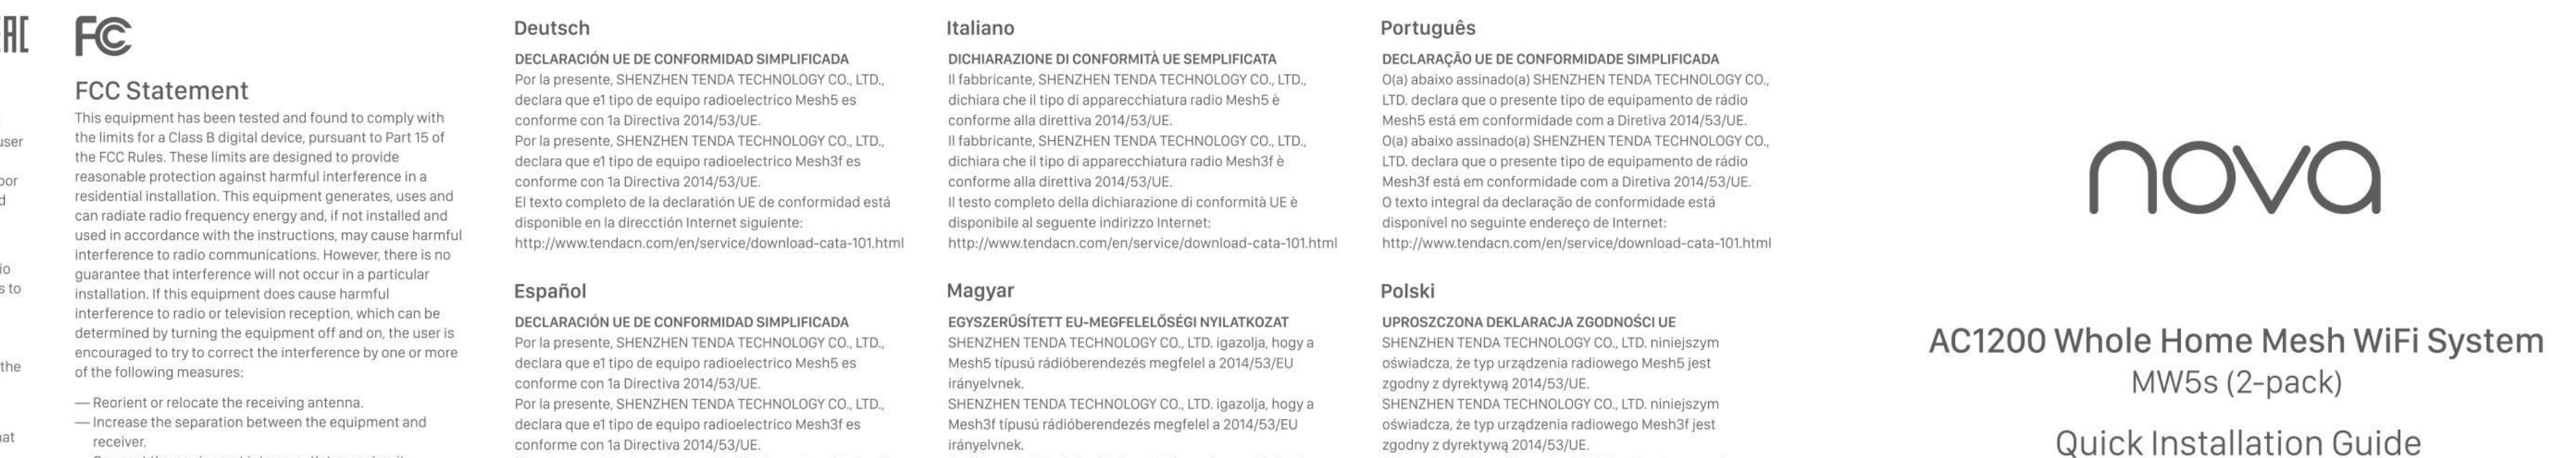 EAC
user
oor
d
io
s to
the
hat
FC
FCC Statement
This equipment has been tested and found to comply with
the limits for a Class B digital device, pursuant to Part 15 of
the FCC Rules. These limits are designed to provide
reasonable protection against harmful interference in a
residential installation. This equipment generates, uses and
can radiate radio frequency energy and, if not installed and
used in accordance with the instructions, may cause harmful
interference to radio communications. However, there is no
guarantee that interference will not occur in a particular
installation. If this equipment does cause harmful
interference to radio or television reception, which can be
determined by turning the equipment off and on, the user is
encouraged to try to correct the interference by one or more
of the following measures:
— Reorient or relocate the receiving antenna.
— Increase the separation between the equipment and
receiver.
Deutsch
DECLARACIÓN UE DE CONFORMIDAD SIMPLIFICADA
Por la presente, SHENZHEN TENDA TECHNOLOGY CO., LTD.,
declara que e1 tipo de equipo radioelectrico Mesh5 es
conforme con 1a Directiva 2014/53/UE.
Por la presente, SHENZHEN TENDA TECHNOLOGY CO., LTD.,
declara que e1 tipo de equipo radioelectrico Mesh3f es
conforme con 1a Directiva 2014/53/UE.
El texto completo de la declaratión UE de conformidad está
disponible en la direcctión Internet siguiente:
http://www.tendacn.com/en/service/download-cata-101.html
Español
DECLARACIÓN UE DE CONFORMIDAD SIMPLIFICADA
Por la presente, SHENZHEN TENDA TECHNOLOGY CO., LTD.,
declara que e1 tipo de equipo radioelectrico Mesh5 es
conforme con 1a Directiva 2014/53/UE.
Por la presente, SHENZHEN TENDA TECHNOLOGY CO., LTD.,
declara que e1 tipo de equipo radioelectrico Mesh3f es
conforme con 1a Directiva 2014/53/UE.
Italiano
DICHIARAZIONE DI CONFORMITÀ UE SEMPLIFICATA
Il fabbricante, SHENZHEN TENDA TECHNOLOGY CO., LTD.,
dichiara che il tipo di apparecchiatura radio Mesh5 è
conforme alla direttiva 2014/53/UE.
Il fabbricante, SHENZHEN TENDA TECHNOLOGY CO., LTD.,
dichiara che il tipo di apparecchiatura radio Mesh3f è
conforme alla direttiva 2014/53/UE.
Il testo completo della dichiarazione di conformità UE è
disponibile al seguente indirizzo Internet:
http://www.tendacn.com/en/service/download-cata-101.html
Magyar
EGYSZERŰSÍTETT EU-MEGFELELŐSÉGI NYILATKOZAT
SHENZHEN TENDA TECHNOLOGY CO., LTD. igazolja, hogy a
Mesh5 típusú rádióberendezés megfelel a 2014/53/EU
irányelvnek.
SHENZHEN TENDA TECHNOLOGY CO., LTD. igazolja, hogy a
Mesh3f típusú rádióberendezés megfelel a 2014/53/EU
irányelvnek.
Português
DECLARAÇÃO UE DE CONFORMIDADE SIMPLIFICADA
O(a) abaixo assinado(a) SHENZHEN TENDA TECHNOLOGY CO.,
LTD. declara que o presente tipo de equipamento de rádio
Mesh5 está em conformidade com a Diretiva 2014/53/UE.
O(a) abaixo assinado(a) SHENZHEN TENDA TECHNOLOGY CO.,
LTD. declara que o presente tipo de equipamento de rádio
Mesh3f está em conformidade com a Diretiva 2014/53/UE.
O texto integral da declaração de conformidade está
disponível no seguinte endereço de Internet:
http://www.tendacn.com/en/service/download-cata-101.html
Polski
UPROSZCZONA DEKLARACJA ZGODNOŚCI UE
SHENZHEN TENDA TECHNOLOGY CO., LTD. niniejszym
oświadcza, że typ urządzenia radiowego Mesh5 jest
zgodny z dyrektywą 2014/53/UE.
SHENZHEN TENDA TECHNOLOGY CO., LTD. niniejszym
oświadcza, że typ urządzenia radiowego Mesh3f jest
zgodny z dyrektywą 2014/53/UE.
nova
AC1200 Whole Home Mesh WiFi System
MW5s (2-pack)
Quick Installation Guide